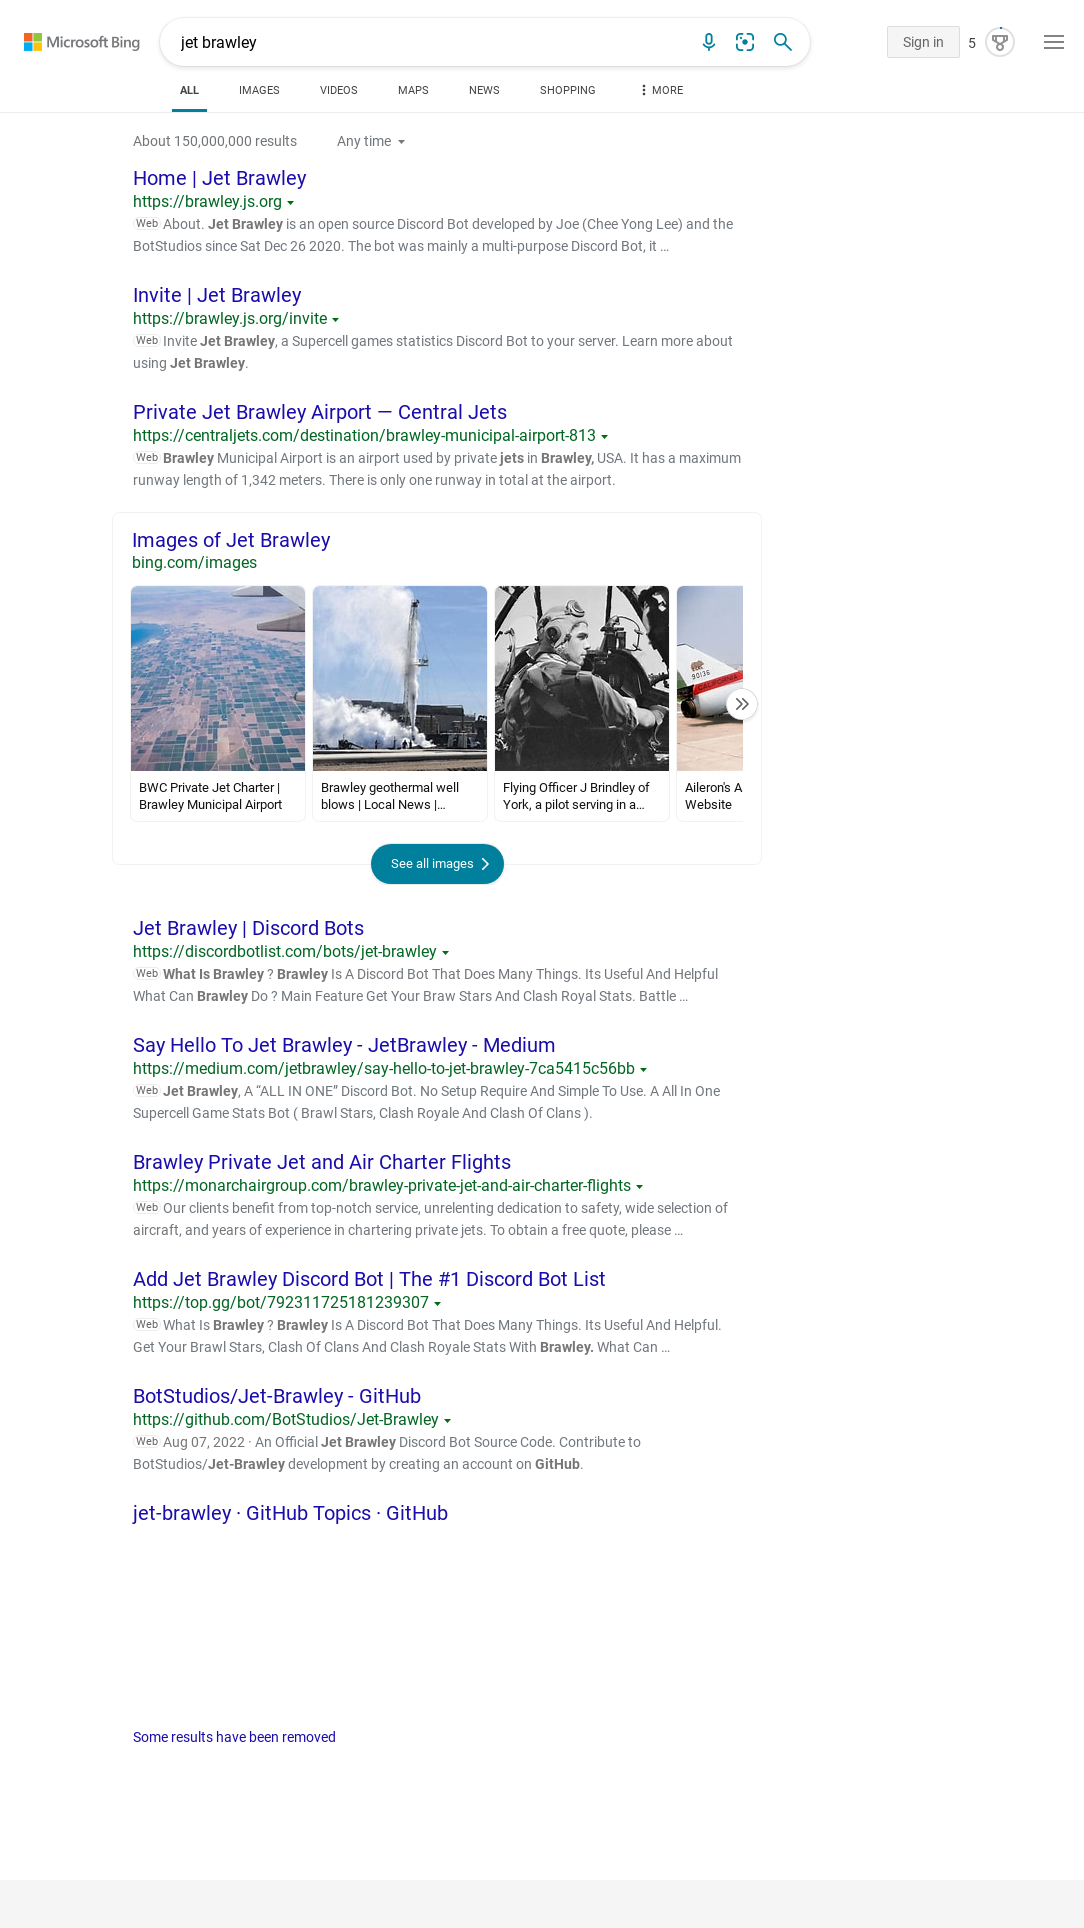 Microsoft Bing
jet brawley
Sign in
5
ALL
IMAGES
VIDEOS
MAPS
NEWS
SHOPPING
MORE
About 150,000,000 results
Any time
Home | Jet Brawley
https://brawley.js.org
Web About. Jet Brawley is an open source Discord Bot developed by Joe (Chee Yong Lee) and the
BotStudios since Sat Dec 26 2020. The bot was mainly a multi-purpose Discord Bot, it …
Invite | Jet Brawley
https://brawley.js.org/invite
Web Invite Jet Brawley, a Supercell games statistics Discord Bot to your server. Learn more about
using Jet Brawley.
Private Jet Brawley Airport — Central Jets
https://centraljets.com/destination/brawley-municipal-airport-813
Web Brawley Municipal Airport is an airport used by private jets in Brawley, USA. It has a maximum
runway length of 1,342 meters. There is only one runway in total at the airport.
Images of Jet Brawley
bing.com/images
90136
CALIFORNIA
BWC Private Jet Charter |
Brawley Municipal Airport
Brawley geothermal well
blows | Local News |…
Flying Officer J Brindley of
York, a pilot serving in a…
Aileron's A
Website
See all images
Jet Brawley | Discord Bots
https://discordbotlist.com/bots/jet-brawley
Web What Is Brawley ? Brawley Is A Discord Bot That Does Many Things. Its Useful And Helpful
What Can Brawley Do ? Main Feature Get Your Braw Stars And Clash Royal Stats. Battle …
Say Hello To Jet Brawley - JetBrawley - Medium
https://medium.com/jetbrawley/say-hello-to-jet-brawley-7ca5415c56bb
Web Jet Brawley, A “ALL IN ONE” Discord Bot. No Setup Require And Simple To Use. A All In One
Supercell Game Stats Bot ( Brawl Stars, Clash Royale And Clash Of Clans ).
Brawley Private Jet and Air Charter Flights
https://monarchairgroup.com/brawley-private-jet-and-air-charter-flights
Web Our clients benefit from top-notch service, unrelenting dedication to safety, wide selection of
aircraft, and years of experience in chartering private jets. To obtain a free quote, please …
Add Jet Brawley Discord Bot | The #1 Discord Bot List
https://top.gg/bot/792311725181239307
Web What Is Brawley ? Brawley Is A Discord Bot That Does Many Things. Its Useful And Helpful.
Get Your Brawl Stars, Clash Of Clans And Clash Royale Stats With Brawley. What Can …
BotStudios/Jet-Brawley - GitHub
https://github.com/BotStudios/Jet-Brawley
Web Aug 07, 2022 · An Official Jet Brawley Discord Bot Source Code. Contribute to
BotStudios/Jet-Brawley development by creating an account on GitHub.
jet-brawley · GitHub Topics · GitHub
Some results have been removed